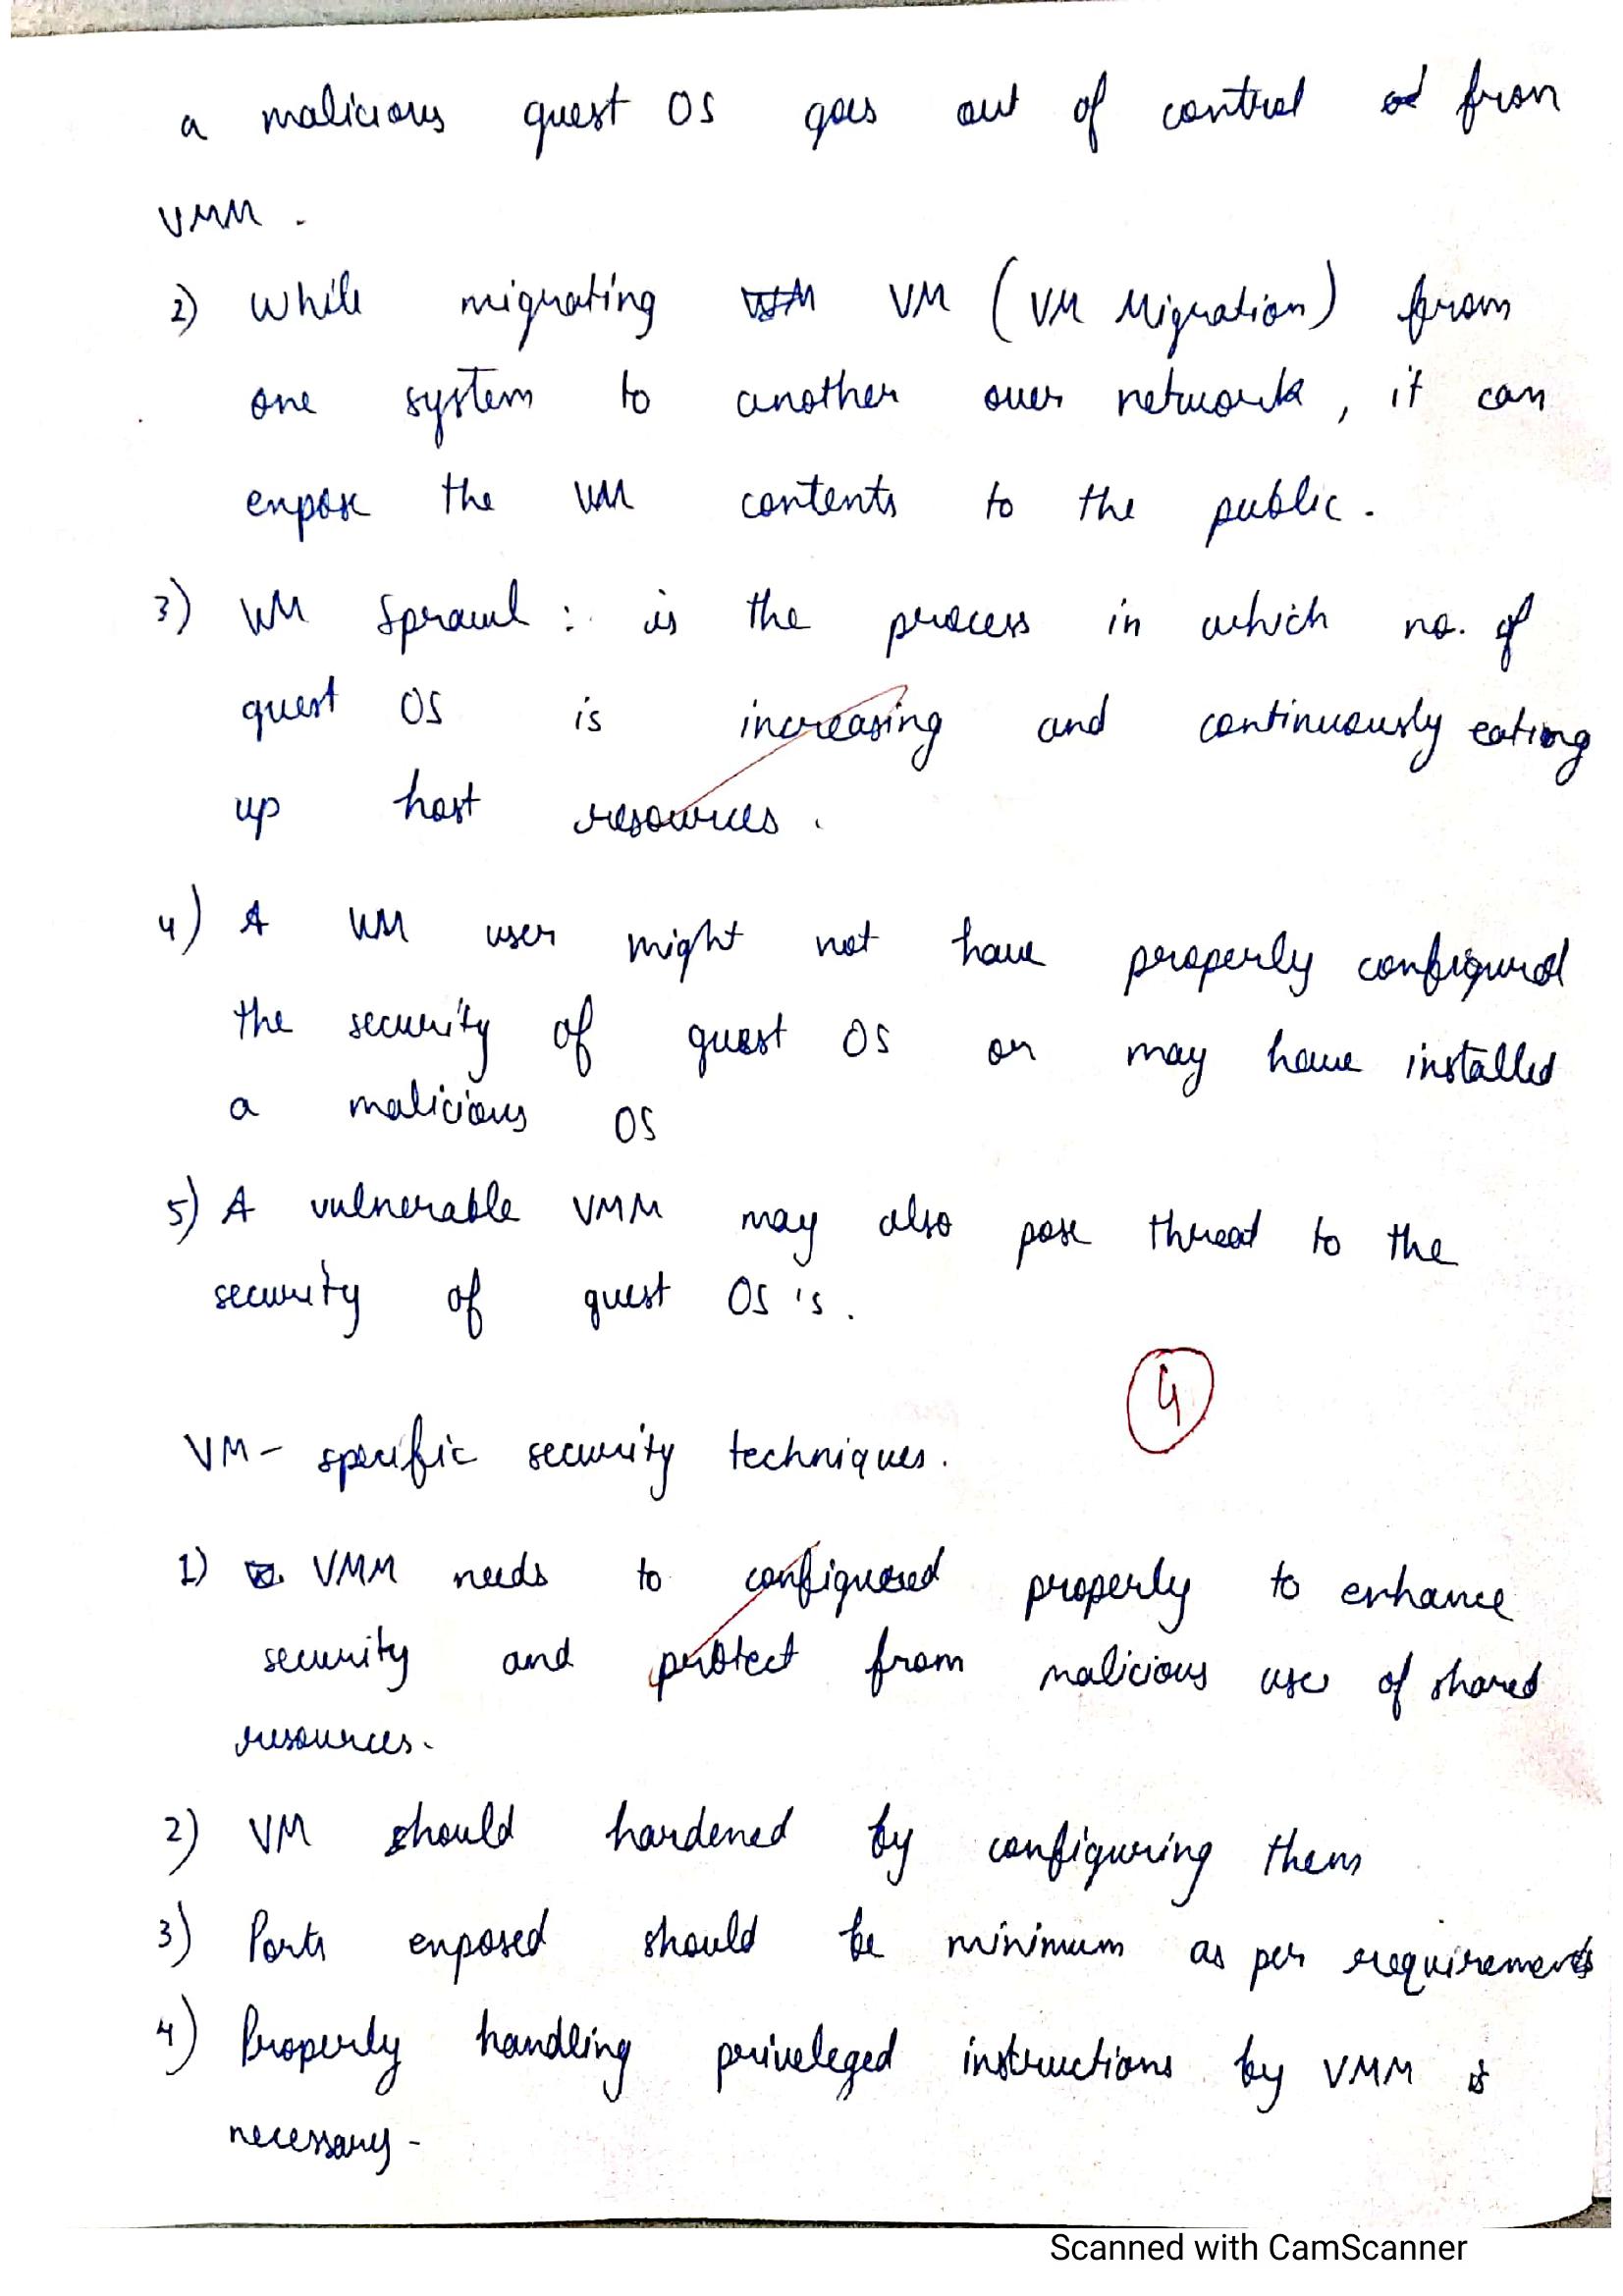 a malicious guest OS goes out of control from
VMM.
2) While migrating VM (VM Migration) from
one system to another over network, it can
expose the VM contents to the public.
3) VM Sprawl: is the process in which no. of
guest OS is increasing and continuously eating
up host resources.
4) A VM user might not have properly configured
the security of guest OS or may have installed
a malicious OS
5) A vulnerable VMM may also pose threat to the
security of guest OS's.
4
VM- specific security techniques.
1) VMM needs to configured properly to enhance
security and protect from malicious use of shared
resources.
2) VM should hardened by configuring them
3) Ports exposed should be minimum as per requirements
4) Properly handling priveleged instructions by VMM is
necessary-
Scanned with CamScanner